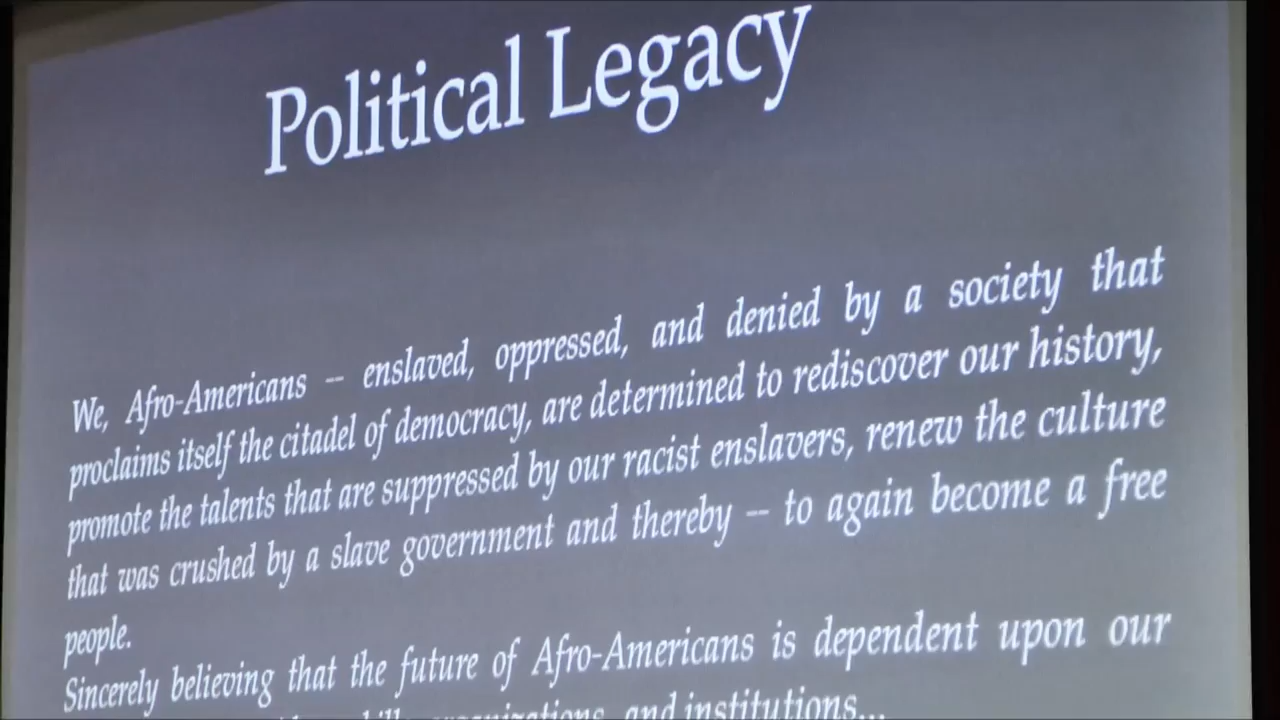 Political Legacy
We, Afro-Americans -- enslaved, oppressed, and denied by a society that
proclaims itself the citadel of democracy, are determined to rediscover our history,
promote the talents that are suppressed by our racist enslavers, renew the culture
that was crushed by a slave government and thereby -- to again become a free
people.
Sincerely believing that the future of Afro-Americans is dependent upon our
and institutions...